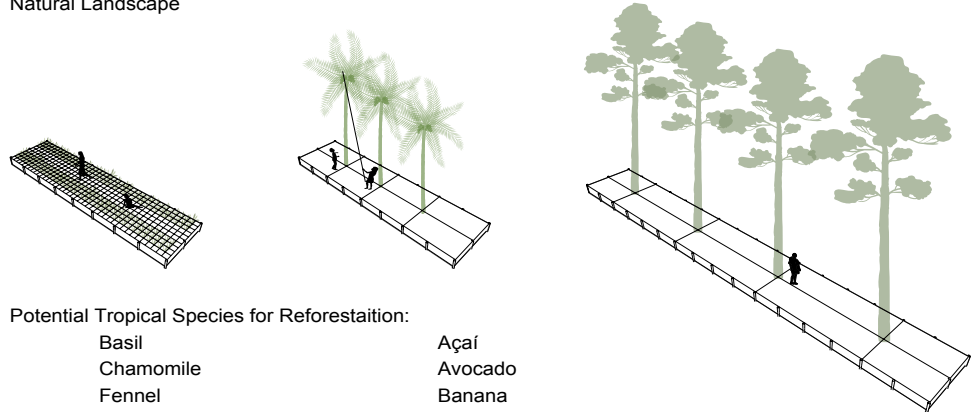 Natural Landscape
Potential Tropical Species for Reforestaition:
Basil
Chamomile
Fennel
Açaí
Avocado
Banana